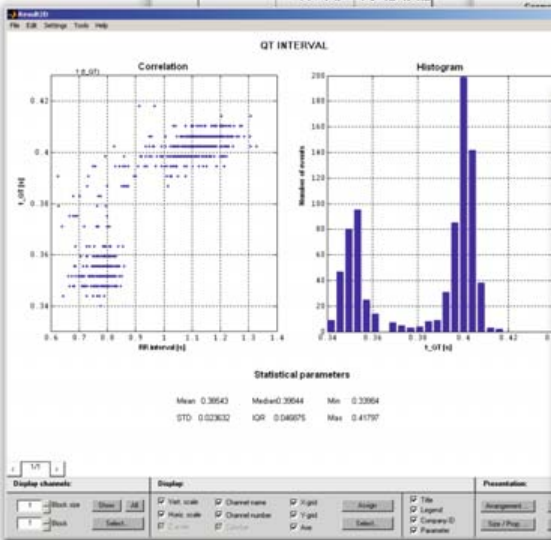 Result2D
File Edit Settings Tools Help
QT INTERVAL
Correlation
Histogram
0.42
0.4
0.38
0.36
0.34
t_QT [s]
0.6 0.7 0.8 0.9 1 1.1 1.2 1.3 1.4
RR interval [s]
200
180
160
140
120
100
80
60
40
20
0
Number of events
0.34 0.36 0.38 0.4 0.42
t_QT [s]
Statistical parameters
Mean 0.38543 Median 0.39844 Min 0.33984
STD 0.023632 IQR 0.046875 Max 0.41797
1/1
Display channels: Display: Presentation:
1 Block size Show All
1 Block Select...
Vert. scale Channel name X grid Assign
Horiz. scale Channel number Y grid
Axe Select...
Title
Legend
Company ID
Parameter
Arrangement...
Size / Prop...